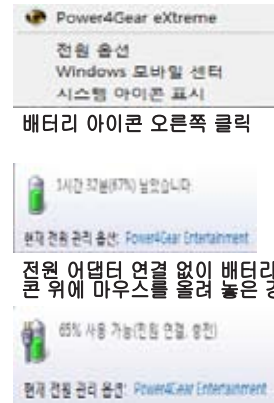 Power4Gear eXtreme
전원 옵션
Windows 모바일 센터
시스템 아이콘 표시
배터리 아이콘 오른쪽 클릭
1시간 32분(67%) 남았습니다
현재 전원 관리 옵션: Power4Gear Entertainment
전원 어댑터 연결 없이 배터리
콘 위에 마우스를 올려 놓은 경
65% 사용 가능(전원 연결, 충전)
현재 전원 관리 옵션: Power4Gear Entertainment